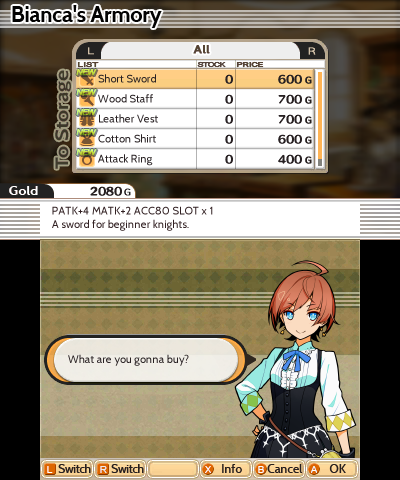 Bianca's Armory
L
All
R
LIST STOCK PRICE
NEW Short Sword 0 600 G
NEW Wood Staff 0 700 G
NEW Leather Vest 0 700 G
NEW Cotton Shirt 0 600 G
NEW Attack Ring 0 400 G
To Storage
Gold 2080 G
PATK+4 MATK+2 ACC80 SLOT x 1
A sword for beginner knights.
What are you gonna buy?
L Switch R Switch X Info B Cancel A OK